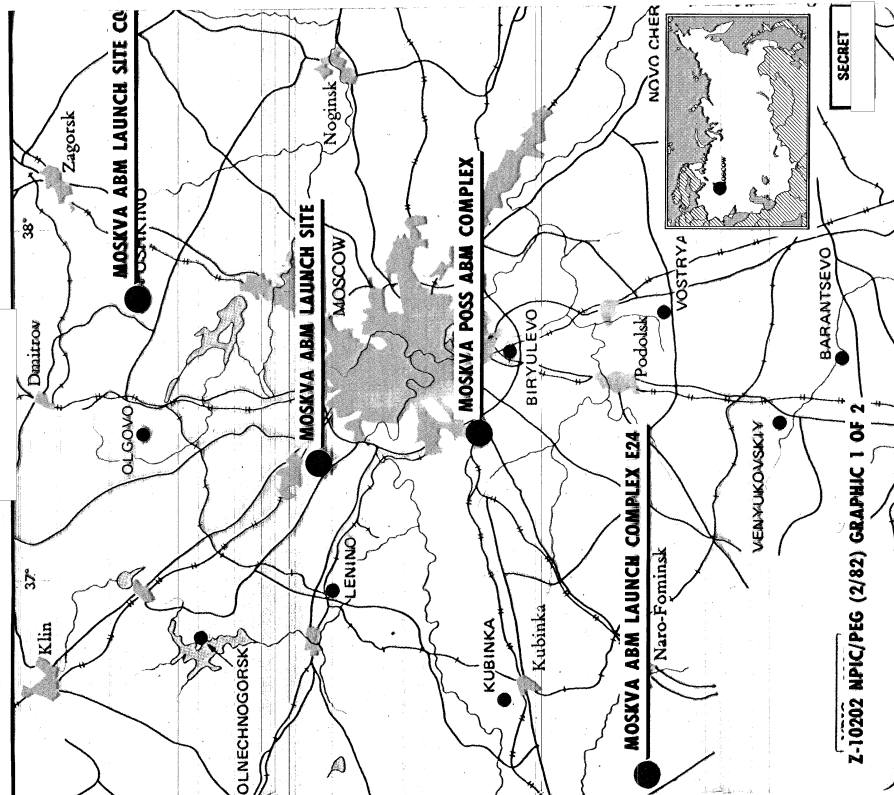 MOSKVA ABM LAUNCH SITE CO
Zagorsk
38°
Noginsk
NOVO CHER
SECRET
MOSCOW
MOSKVA ABM LAUNCH SITE
MOSCOW
MOSKVA POSS ABM COMPLEX
Dmitrow
OLGOVO
BIRYULEVO
Podolsk
VOSTRYA
BARANTSEVO
VENYUKOVSKIY
37°
Klin
OLNECHNOGORSK
LENINO
KUBINKA
Kubinka
MOSKVA ABM LAUNCH COMPLEX E24
Naro-Fominsk
Z-10202 NPIC/PEG (2/82) GRAPHIC 1 OF 2